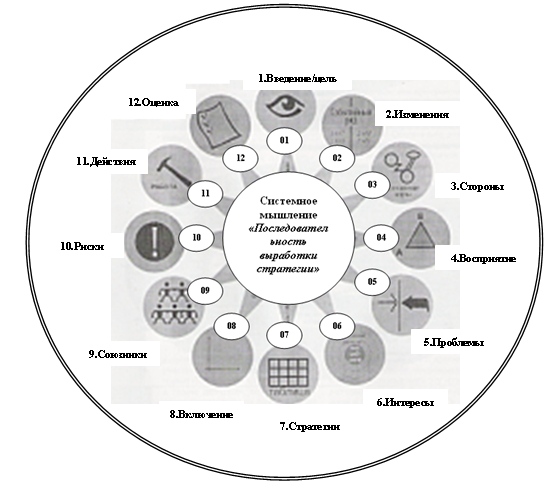 1.Введение/цель
12.Оценка
2.Изменения
01
12
02
11.Действия
3.Стороны
11
03
Системное
мышление
«Последовател
ьность
выработки
стратегии»
10.Риски
10
04
В
А
4.Восприятие
09
05
08
06
07
5.Проблемы
9.Союзники
6.Интересы
8.Включение
7.Стратегии